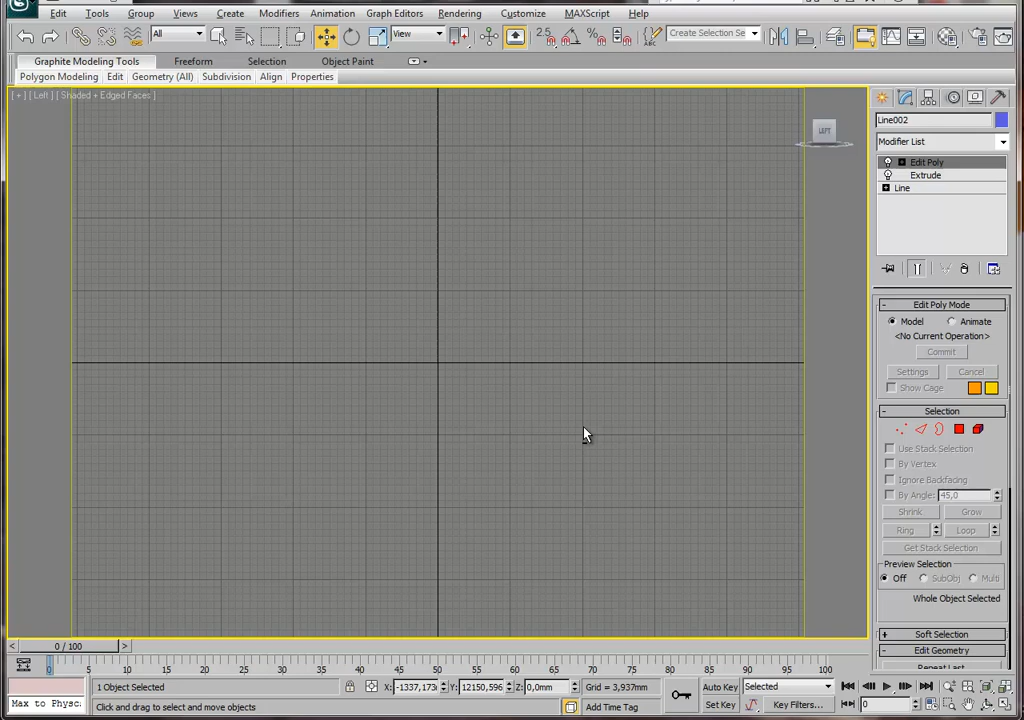 Edit Tools Group Views Create Modifiers Animation Graph Editors Rendering Customize MAXScript Help
All View 2.5 Create Selection Se
Graphite Modeling Tools Freeform Selection Object Paint
Polygon Modeling Edit Geometry (All) Subdivision Align Properties
[ + ] [ Left ] [ Shaded + Edged Faces ]
LEFT
Line002
Modifier List
Edit Poly
Extrude
Line
Edit Poly Mode
Model Animate
<No Current Operation>
Commit
Settings Cancel
Show Cage
Selection
Use Stack Selection
By Vertex
Ignore Backfacing
By Angle: 45,0
Shrink Grow
Ring Loop
Get Stack Selection
Preview Selection
Off SubObj Multi
Whole Object Selected
Soft Selection
Edit Geometry
Repeat Last
< 0 / 100 >
0 5 10 15 20 25 30 35 40 45 50 55 60 65 70 75 80 85 90 95 100
1 Object Selected X: -1337,173 Y: 12150,596 Z: 0,0mm Grid = 3,937mm Auto Key Selected
Max to Physc: Click and drag to select and move objects Add Time Tag Set Key Key Filters... 0